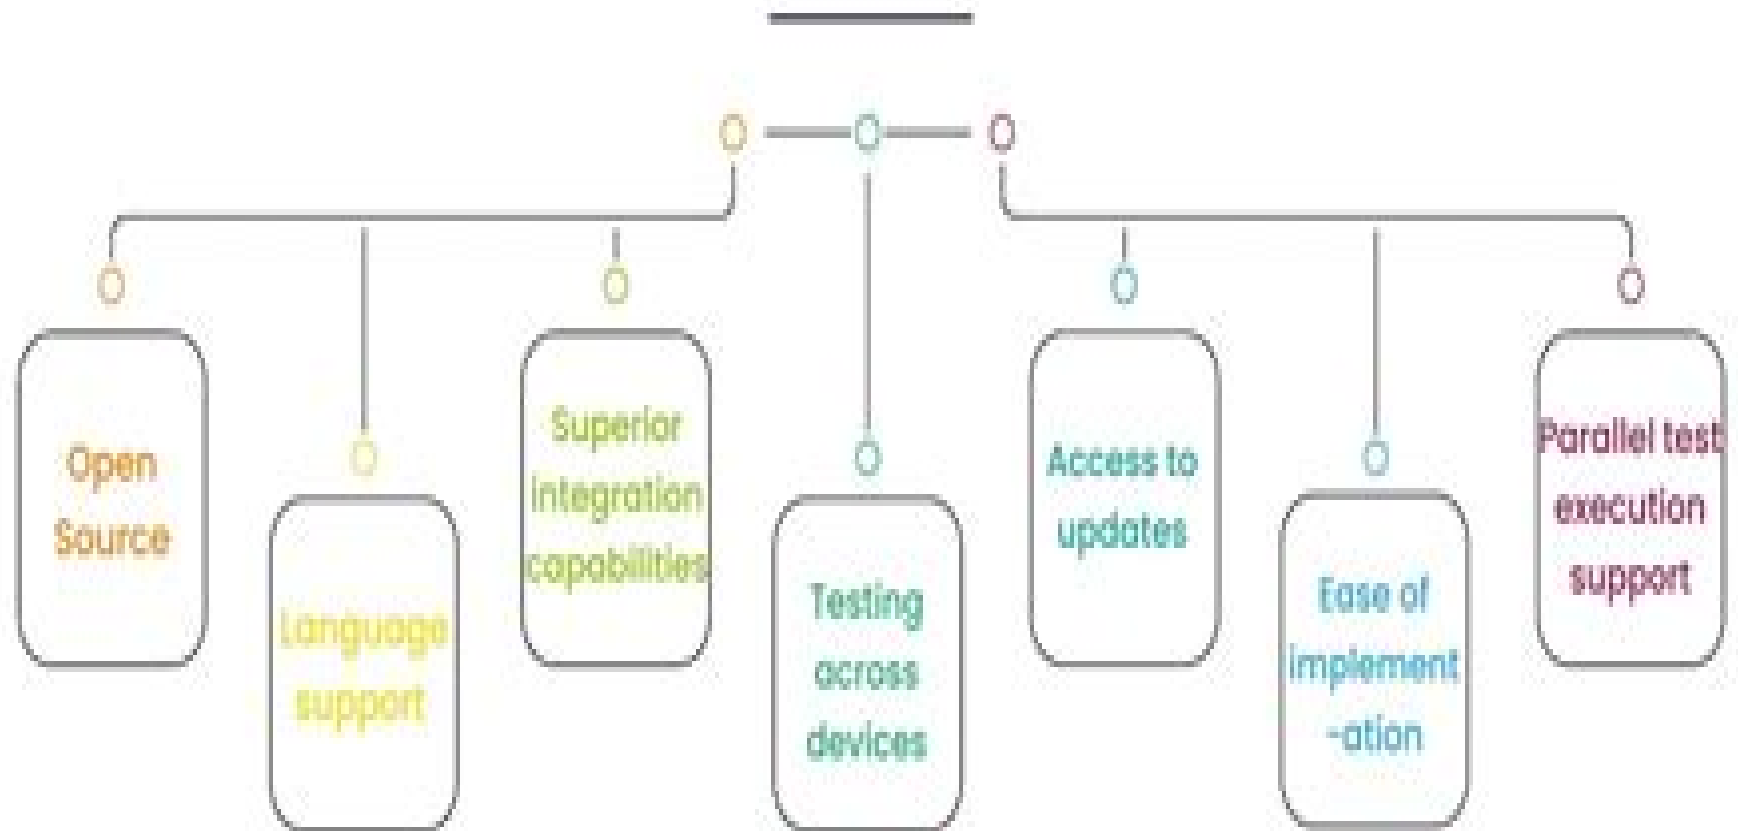 Open
Source
Language
support
Superior
integration
capabilities
Testing
across
devices
Access to
updates
Ease of
implement
-ation
Parallel test
execution
support